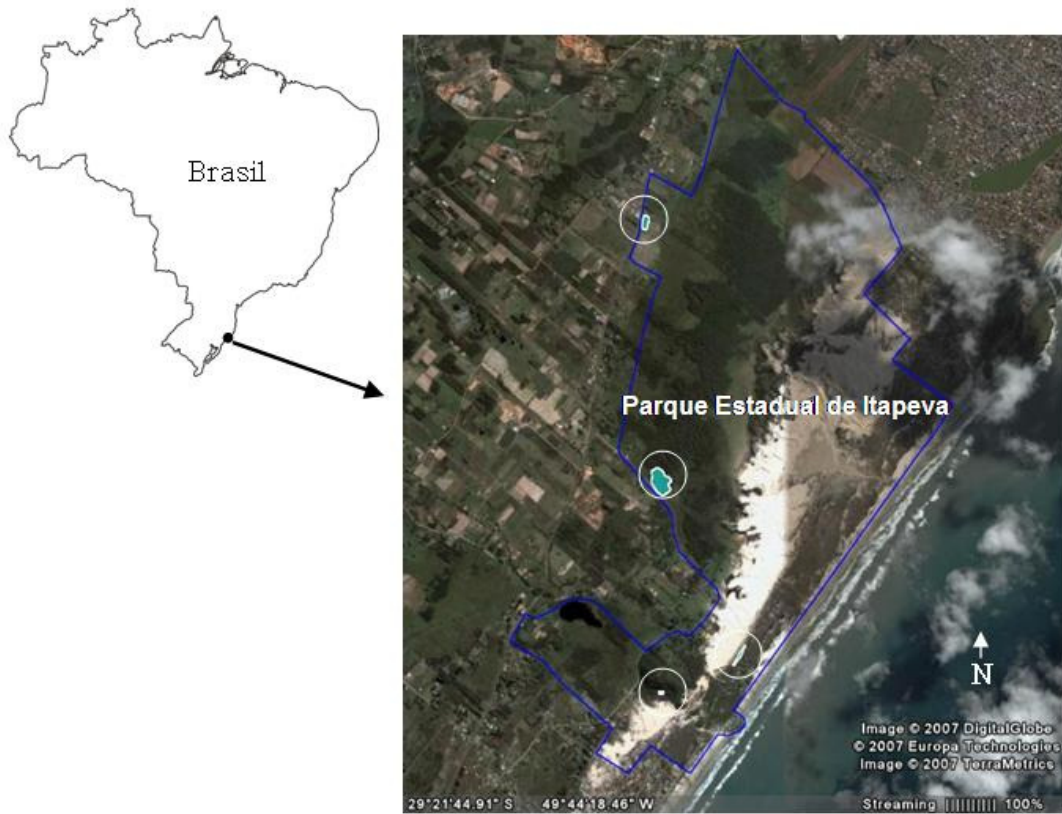 Brasil
Parque Estadual de Itapeva
N
Image © 2007 DigitalGlobe
© 2007 Europa Technologies
Image © 2007 TerraMetrics
29°21'44.91" S 49°44'18.46" W
Streaming |||||||||| 100%